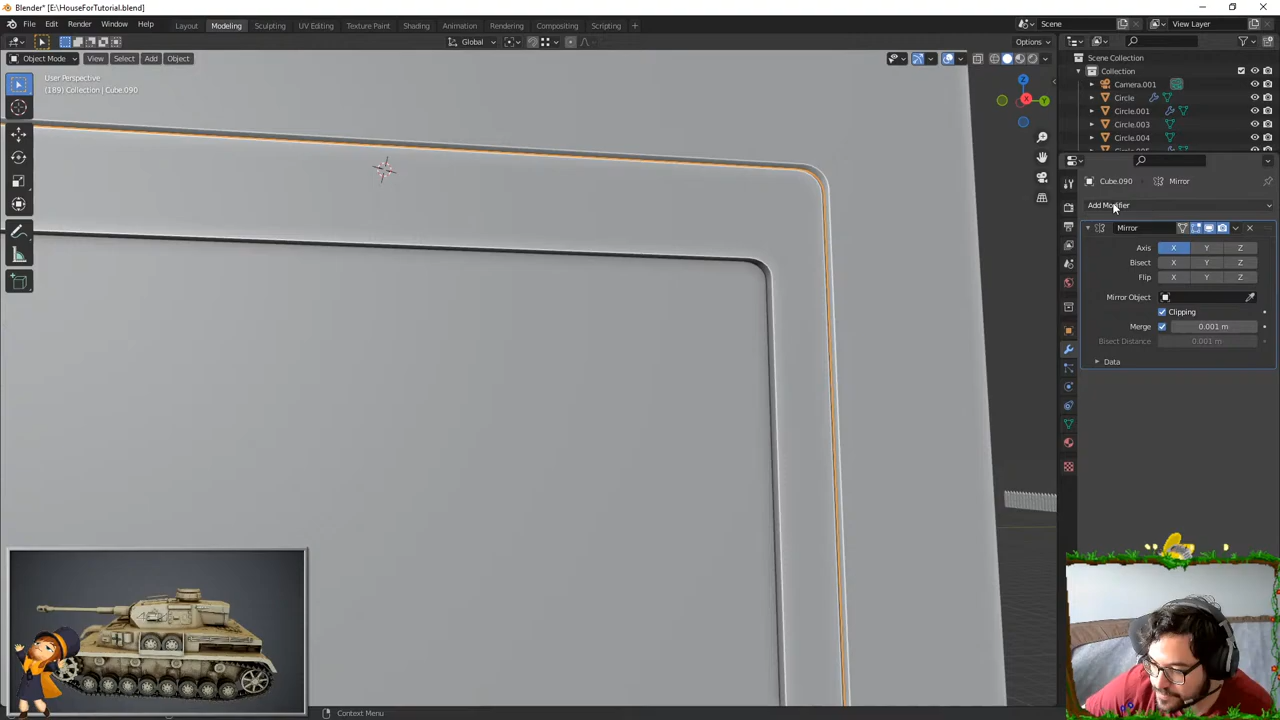 Blender* [E:\HouseForTutorial.blend]
File Edit Render Window Help Layout Modeling Sculpting UV Editing Texture Paint Shading Animation Rendering Compositing Scripting + Scene View Layer
Global Options
Object Mode View Select Add Object
User Perspective
(189) Collection | Cube.090
Scene Collection
Collection
Camera.001
Circle
Circle.001
Circle.003
Circle.004
Cube.090 Mirror
Add Modifier
Mirror
Axis X Y Z
Bisect X Y Z
Flip X Y Z
Mirror Object
Clipping
Merge 0.001 m
Bisect Distance 0.001 m
Data
Context Menu